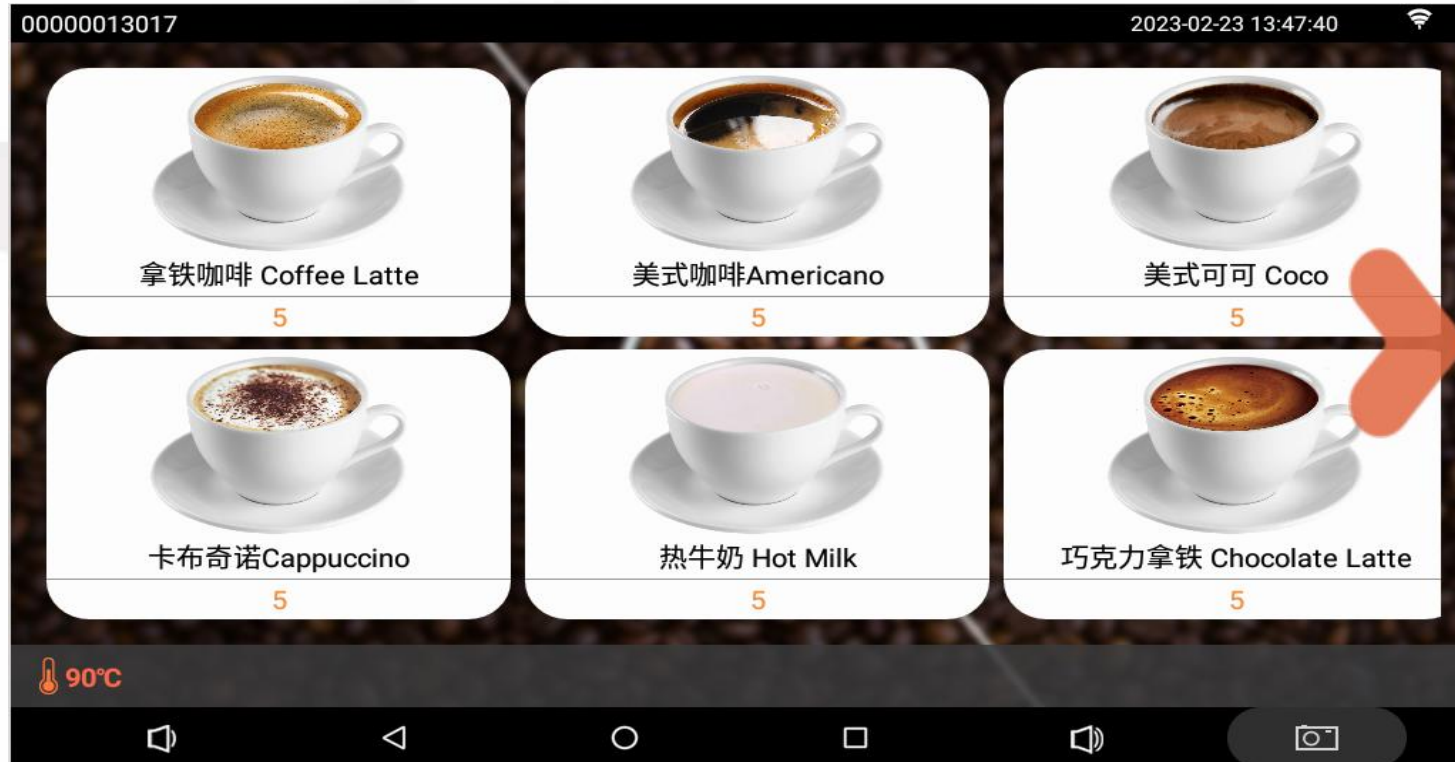 00000013017
2023-02-23 13:47:40
拿铁咖啡 Coffee Latte
5
美式咖啡Americano
5
美式可可 Coco
5
卡布奇诺Cappuccino
5
热牛奶 Hot Milk
5
巧克力拿铁 Chocolate Latte
5
90℃